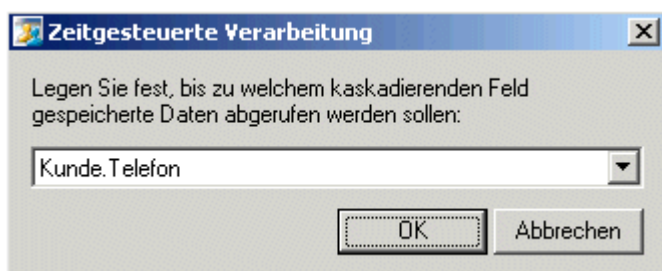 Zeitgesteuerte Verarbeitung
Legen Sie fest, bis zu welchem kaskadierenden Feld
gespeicherte Daten abgerufen werden sollen:
Kunde.Telefon
OK Abbrechen